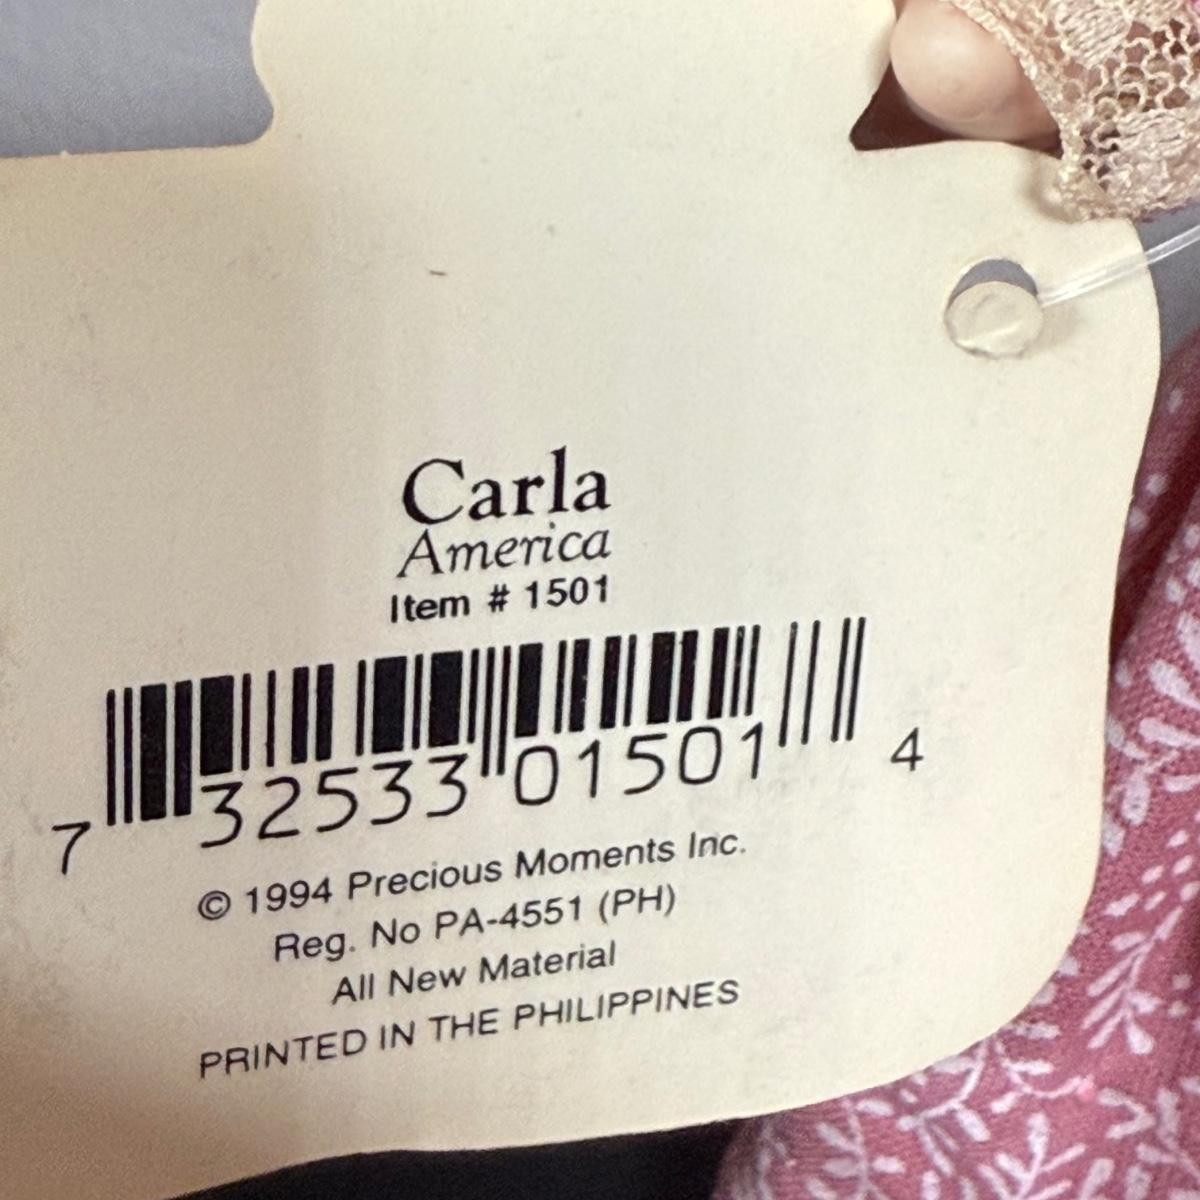 Carla
America
Item # 1501
7 32533 01501 4
© 1994 Precious Moments Inc.
Reg. No PA-4551 (PH)
All New Material
PRINTED IN THE PHILIPPINES